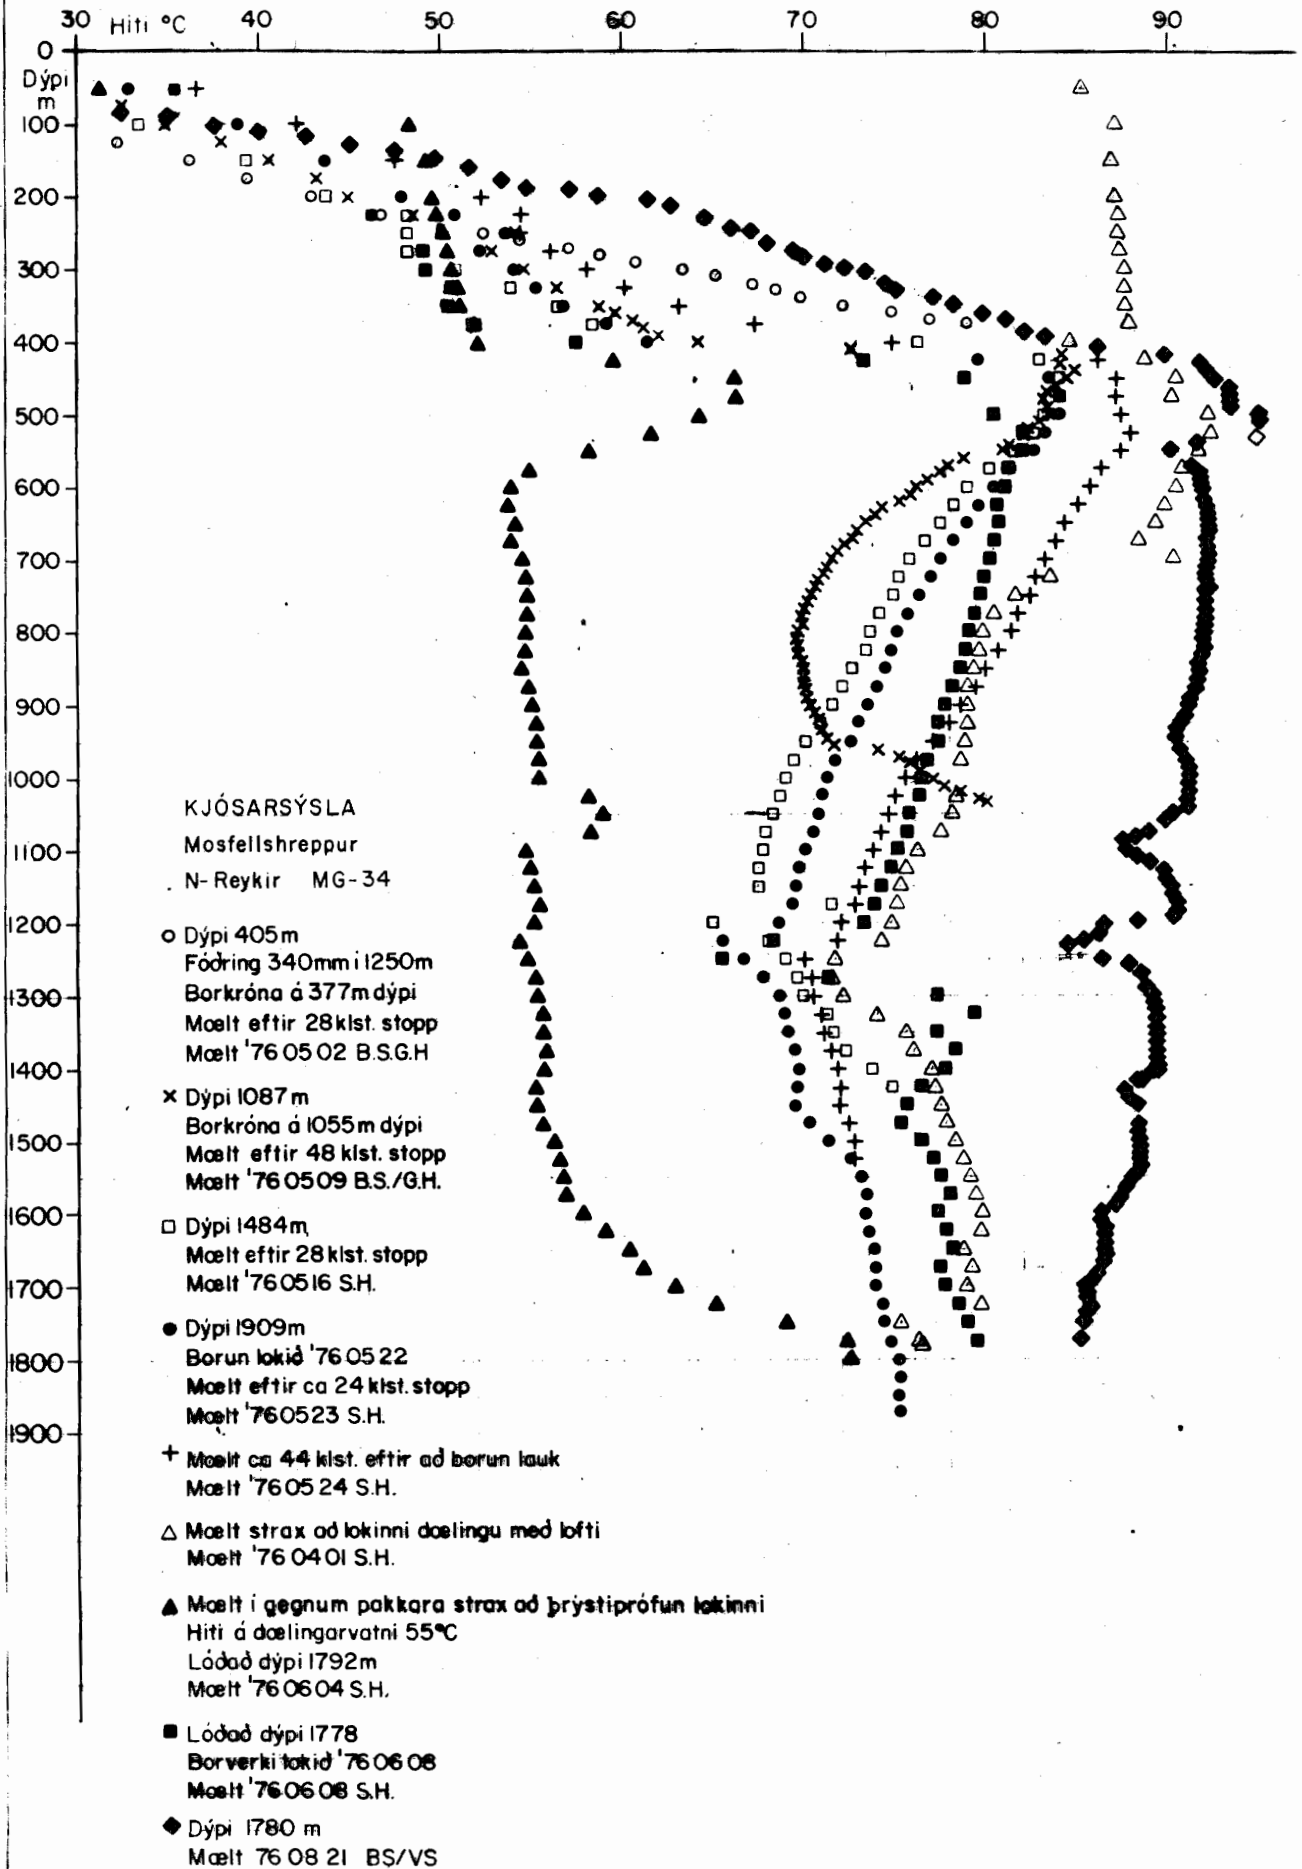 30 Hiti °C 40 50 60 70 80 90
0
Dýpi
m
100
200
300
400
500
600
700
800
900
1000
1100
1200
1300
1400
1500
1600
1700
1800
1900
KJÓSARSÝSLA
Mosfellshreppur
N-Reykir MG-34
Dýpi 405m
Fóðring 340mm i 1250m
Borkróna á 377m dýpi
Mælt eftir 28klst. stopp
Mælt '76 05 02 B.S.G.H
Dýpi 1087m
Borkróna á 1055m dýpi
Mælt eftir 48 klst. stopp
Mælt '76 05 09 B.S./G.H.
Dýpi 1484m
Mælt eftir 28 klst. stopp
Mælt '76 05 16 S.H.
Dýpi 1909m
Borun lokið '76 05 22
Mælt eftir ca 24 klst. stopp
Mælt '76 05 23 S.H.
Mælt ca 44 klst. eftir að borun lauk
Mælt '76 05 24 S.H.
Mælt strax að lokinni dælingu með lofti
Mælt '76 04 01 S.H.
Mælt í gegnum pakkara strax að þrýstiprófun lokinni
Hiti á dælingarvatni 55°C
Lóðað dýpi 1792m
Mælt '76 06 04 S.H.
Lóðað dýpi 1778
Borverki lokið '76 06 08
Mælt '76 06 08 S.H.
Dýpi 1780 m
Mælt 76 08 21 BS/VS